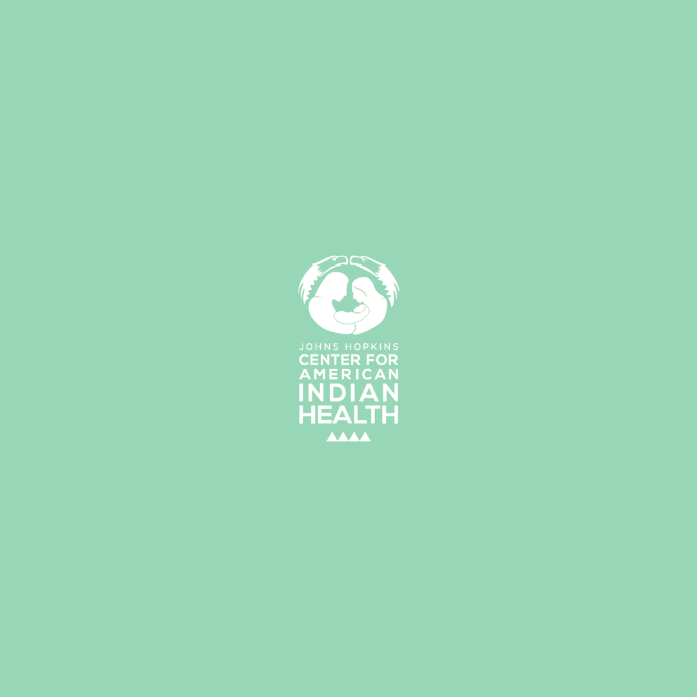 JOHNS HOPKINS
CENTER FOR
AMERICAN
INDIAN
HEALTH